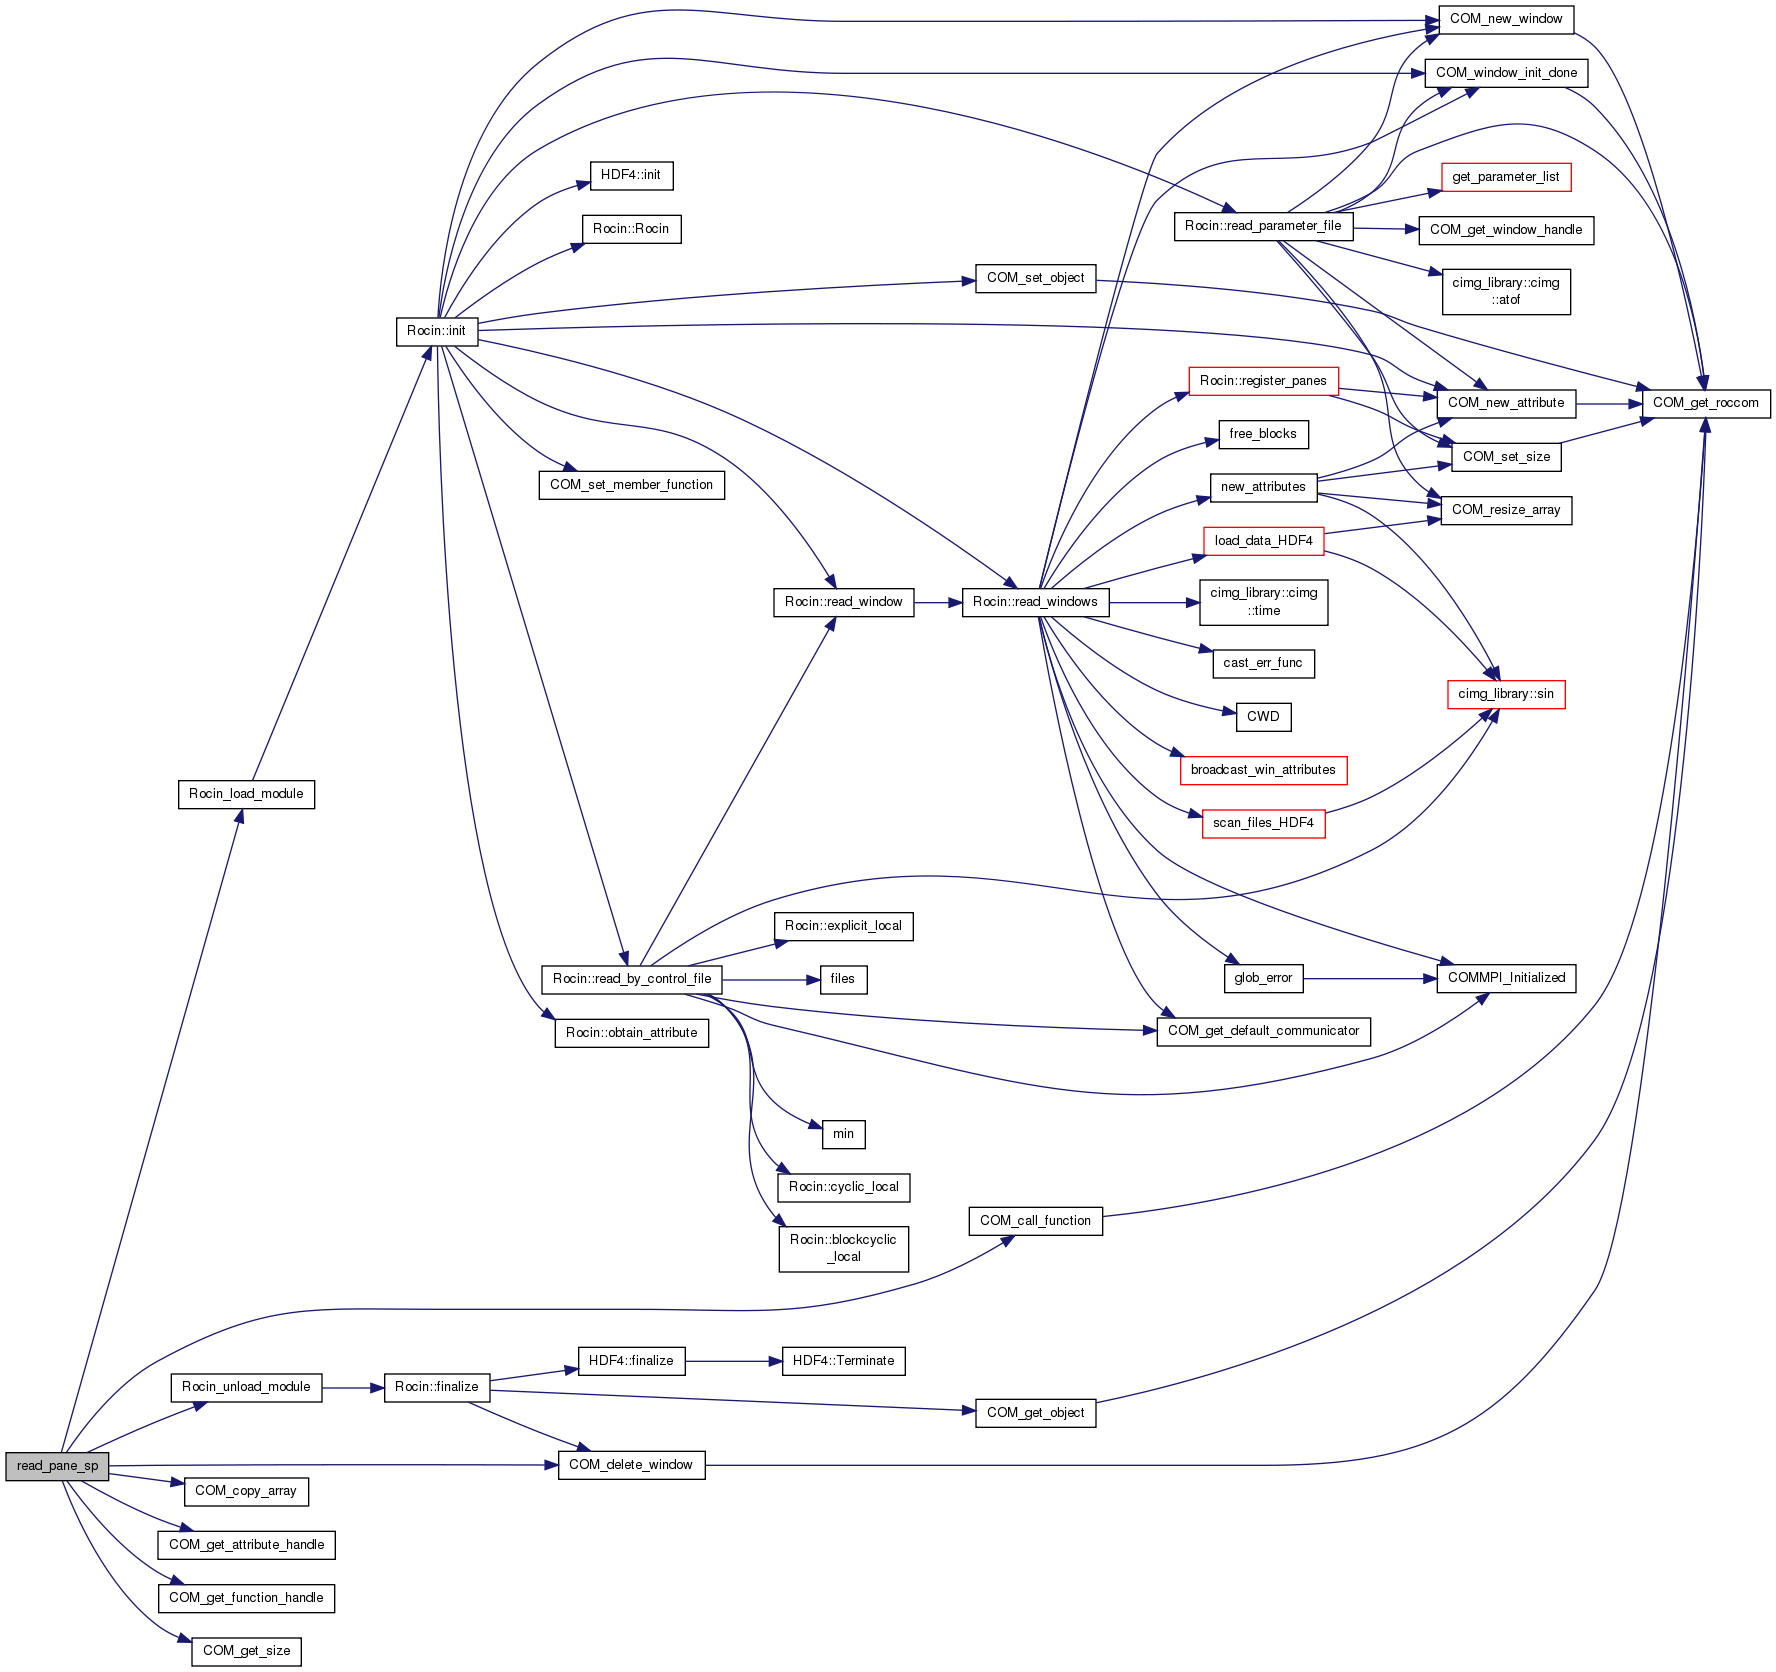 COM_new_window
COM_window_init_done
HDF4::init
get_parameter_list
Rocin::Rocin
Rocin::read_parameter_file
COM_get_window_handle
COM_set_object
cimg_library::cimg
::atof
Rocin::init
Rocin::register_panes
COM_new_attribute
COM_get_roccom
free_blocks
COM_set_size
COM_set_member_function
new_attributes
COM_resize_array
load_data_HDF4
Rocin::read_window
Rocin::read_windows
cimg_library::cimg
::time
cast_err_func
cimg_library::sin
CWD
broadcast_win_attributes
Rocin_load_module
scan_files_HDF4
Rocin::explicit_local
Rocin::read_by_control_file
files
glob_error
COMMPI_Initialized
Rocin::obtain_attribute
COM_get_default_communicator
min
Rocin::cyclic_local
COM_call_function
Rocin::blockcyclic
_local
HDF4::finalize
HDF4::Terminate
Rocin_unload_module
Rocin::finalize
COM_get_object
read_pane_sp
COM_delete_window
COM_copy_array
COM_get_attribute_handle
COM_get_function_handle
COM_get_size